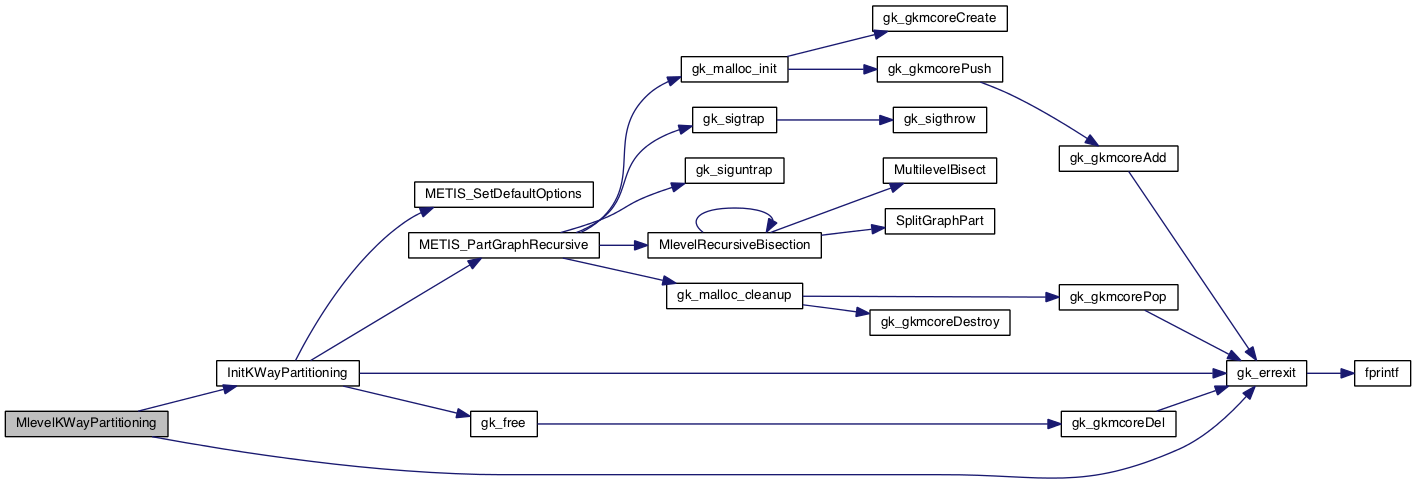 gk_gkmcoreCreate
gk_malloc_init
gk_gkmcorePush
gk_sigtrap
gk_sigthrow
gk_gkmcoreAdd
gk_siguntrap
MultilevelBisect
METIS_SetDefaultOptions
SplitGraphPart
METIS_PartGraphRecursive
MlevelRecursiveBisection
gk_malloc_cleanup
gk_gkmcorePop
gk_gkmcoreDestroy
InitKWayPartitioning
gk_errexit
fprintf
MlevelKWayPartitioning
gk_free
gk_gkmcoreDel